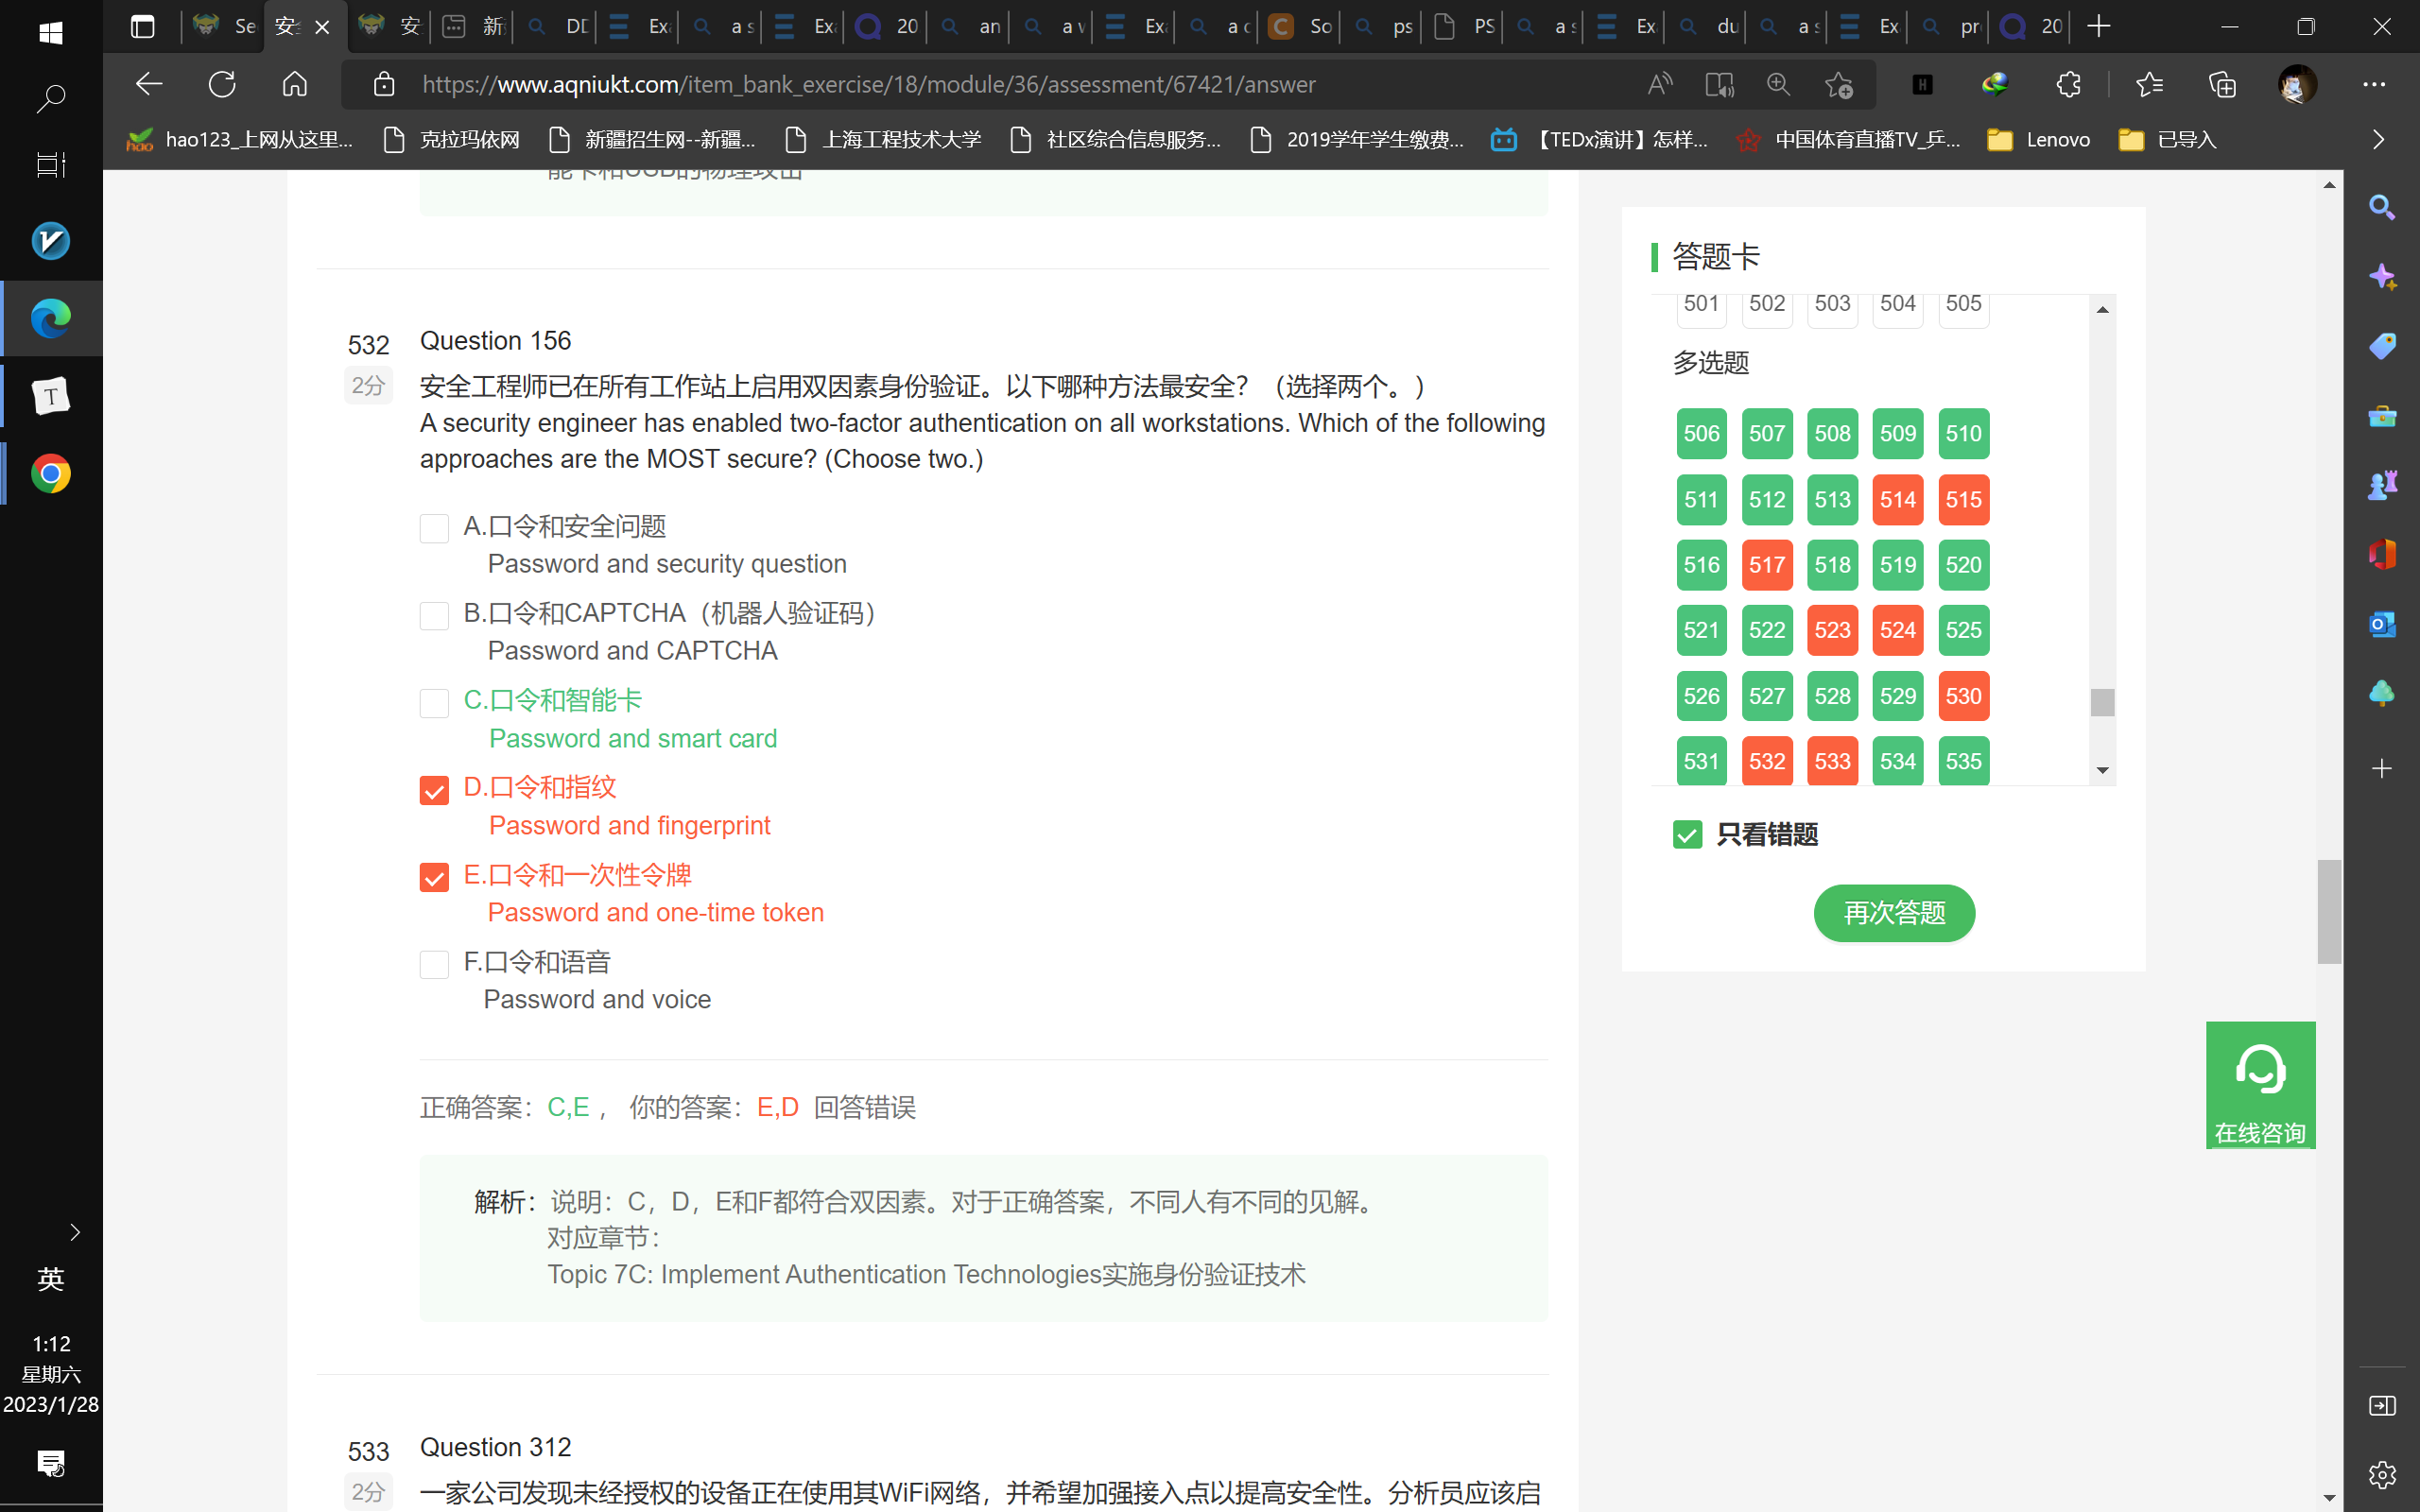 Se
安
安
新
DD
Exa
a s
Exa
20
an
a w
Exa
a c
So
ps
PS
a s
Ex
du
a s
Ex
pr
20
https://www.aqniukt.com/item_bank_exercise/18/module/36/assessment/67421/answer
hao123_上网从这里...
克拉玛依网
新疆招生网--新疆...
上海工程技术大学
社区综合信息服务...
2019学年学生缴费...
【TEDx演讲】怎样...
中国体育直播TV_乒...
Lenovo
已导入
能卡和USB的物理攻击
532
Question 156
2分
安全工程师已在所有工作站上启用双因素身份验证。以下哪种方法最安全？（选择两个。）
A security engineer has enabled two-factor authentication on all workstations. Which of the following
approaches are the MOST secure? (Choose two.)
A.口令和安全问题
Password and security question
B.口令和CAPTCHA（机器人验证码）
Password and CAPTCHA
C.口令和智能卡
Password and smart card
D.口令和指纹
Password and fingerprint
E.口令和一次性令牌
Password and one-time token
F.口令和语音
Password and voice
正确答案：C,E ， 你的答案：E,D 回答错误
解析：说明：C，D，E和F都符合双因素。对于正确答案，不同人有不同的见解。
对应章节：
Topic 7C: Implement Authentication Technologies实施身份验证技术
533
Question 312
2分
一家公司发现未经授权的设备正在使用其WiFi网络，并希望加强接入点以提高安全性。分析员应该启
答题卡
501 502 503 504 505
多选题
506 507 508 509 510
511 512 513 514 515
516 517 518 519 520
521 522 523 524 525
526 527 528 529 530
531 532 533 534 535
只看错题
再次答题
在线咨询
英
1:12
星期六
2023/1/28